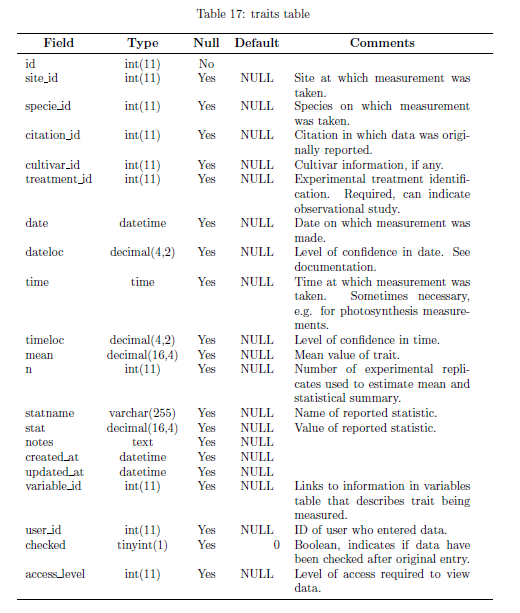 Table 17: traits table
Field Type Null Default Comments
id int(11) No
site_id int(11) Yes NULL Site at which measurement was
taken.
specie_id int(11) Yes NULL Species on which measurement
was taken.
citation_id int(11) Yes NULL Citation in which data was origi-
nally reported.
cultivar_id int(11) Yes NULL Cultivar information, if any.
treatment_id int(11) Yes NULL Experimental treatment identifi-
cation. Required, can indicate
observational study.
date datetime Yes NULL Date on which measurement was
made.
dateloc decimal(4,2) Yes NULL Level of confidence in date. See
documentation.
time time Yes NULL Time at which measurement was
taken. Sometimes necessary,
e.g. for photosynthesis measure-
ments.
timeloc decimal(4,2) Yes NULL Level of confidence in time.
mean decimal(16,4) Yes NULL Mean value of trait.
n int(11) Yes NULL Number of experimental repli-
cates used to estimate mean and
statistical summary.
statname varchar(255) Yes NULL Name of reported statistic.
stat decimal(16,4) Yes NULL Value of reported statistic.
notes text Yes NULL
created_at datetime Yes NULL
updated_at datetime Yes NULL
variable_id int(11) Yes NULL Links to information in variables
table that describes trait being
measured.
user_id int(11) Yes NULL ID of user who entered data.
checked tinyint(1) Yes 0 Boolean, indicates if data have
been checked after original entry.
access_level int(11) Yes NULL Level of access required to view
data.